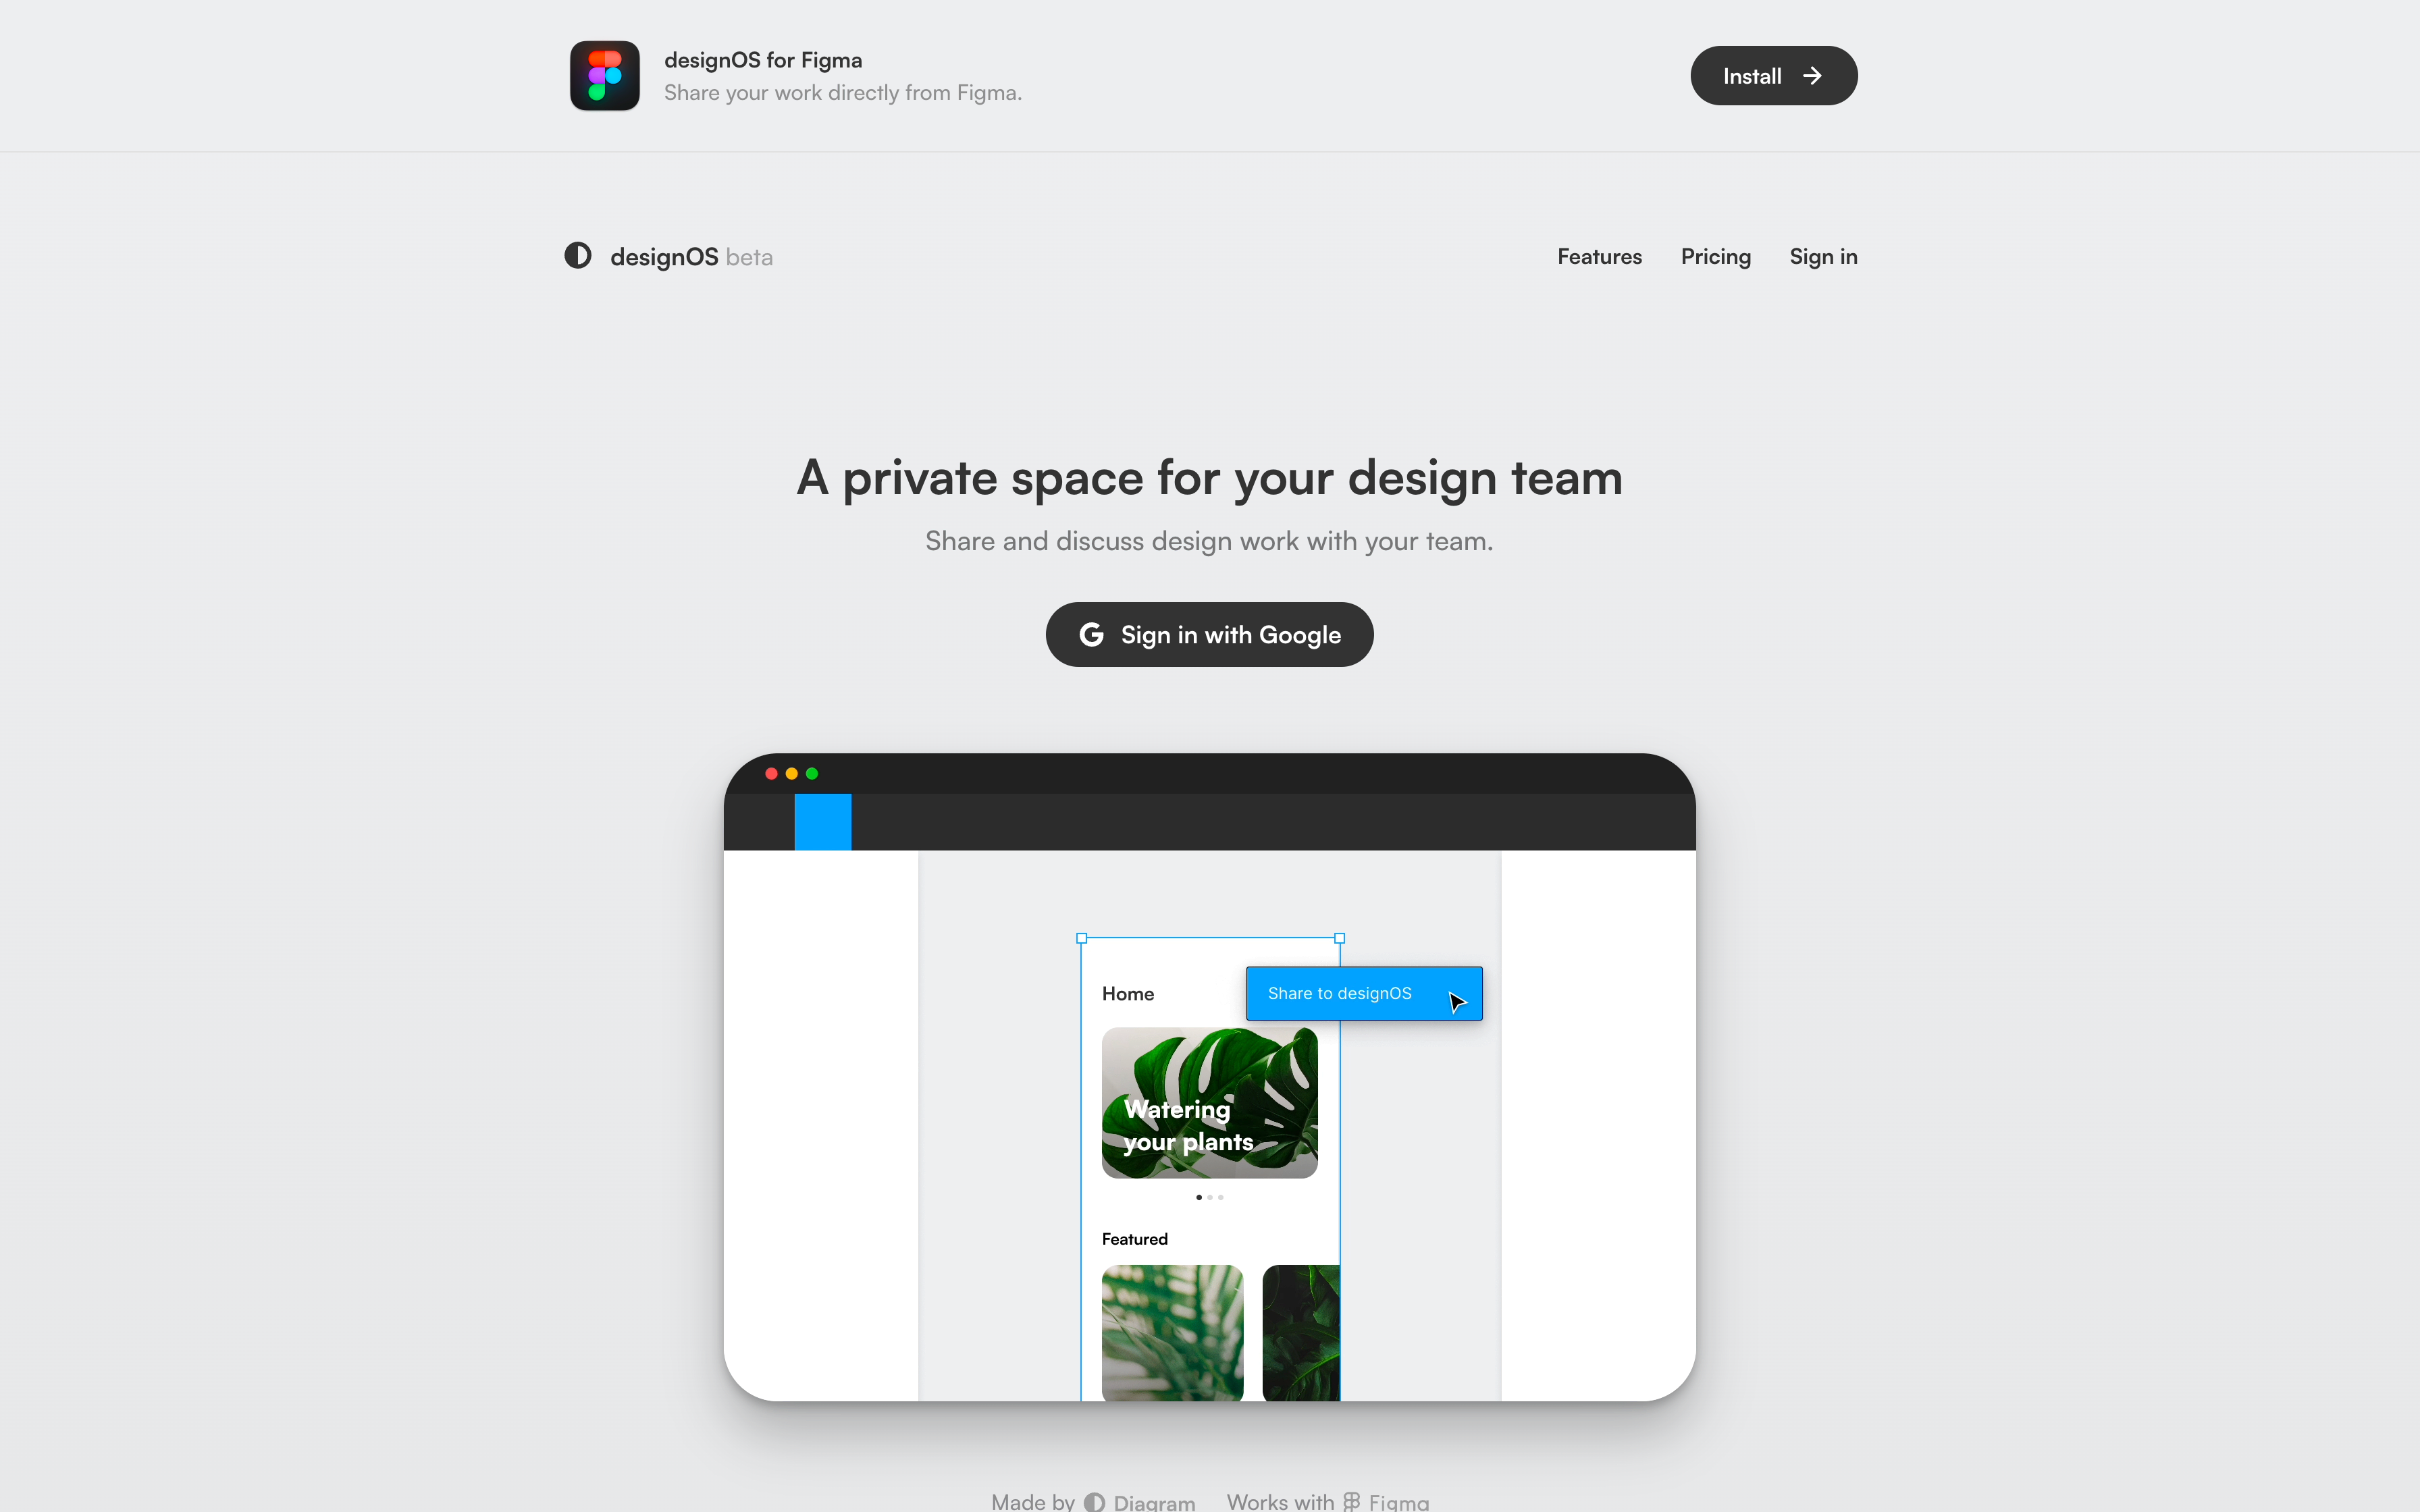 designOS for Figma
Share your work directly from Figma.
Install
designOS beta
Features
Pricing
Sign in
A private space for your design team
Share and discuss design work with your team.
Sign in with Google
Home
Share to designOS
Watering
your plants
Featured
Made by Diagram
Works with Figma